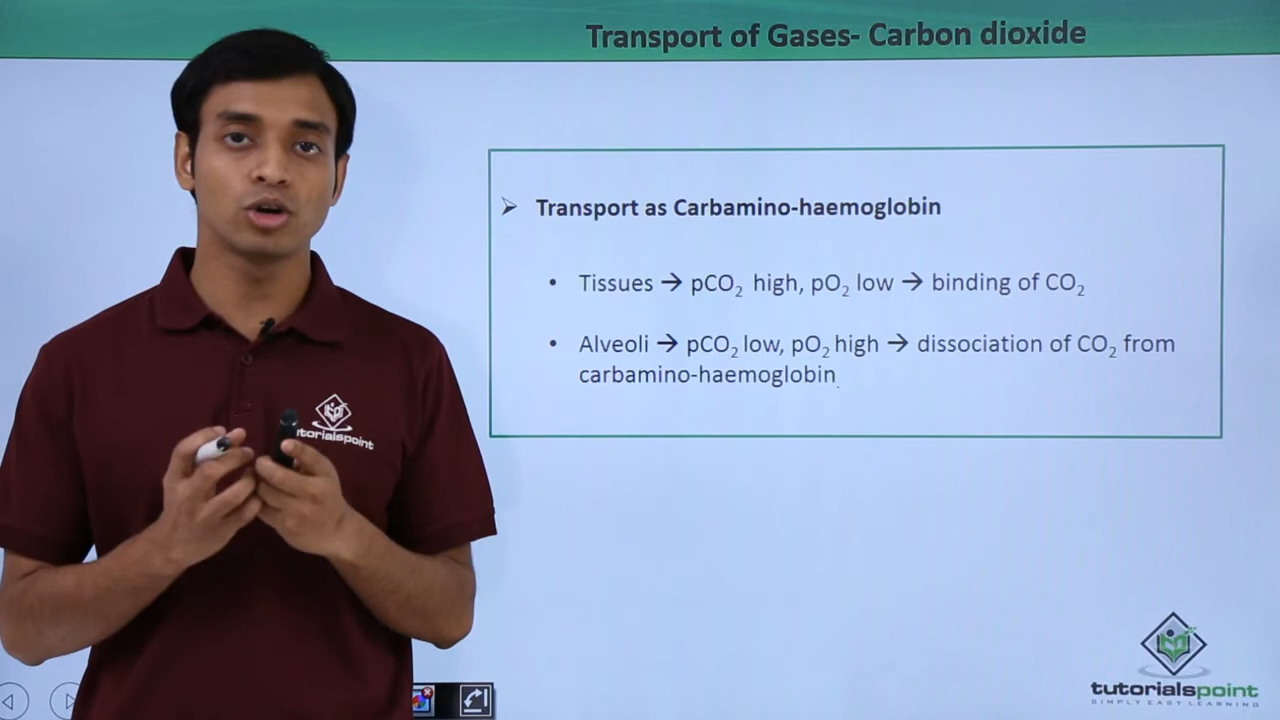 Transport of Gases- Carbon dioxide
➢ Transport as Carbamino-haemoglobin
• Tissues → pCO₂ high, pO₂ low → binding of CO₂
• Alveoli → pCO₂ low, pO₂ high → dissociation of CO₂ from
carbamino-haemoglobin
torialspoint
tutorialspoint
SIMPLY EASY LEARNING